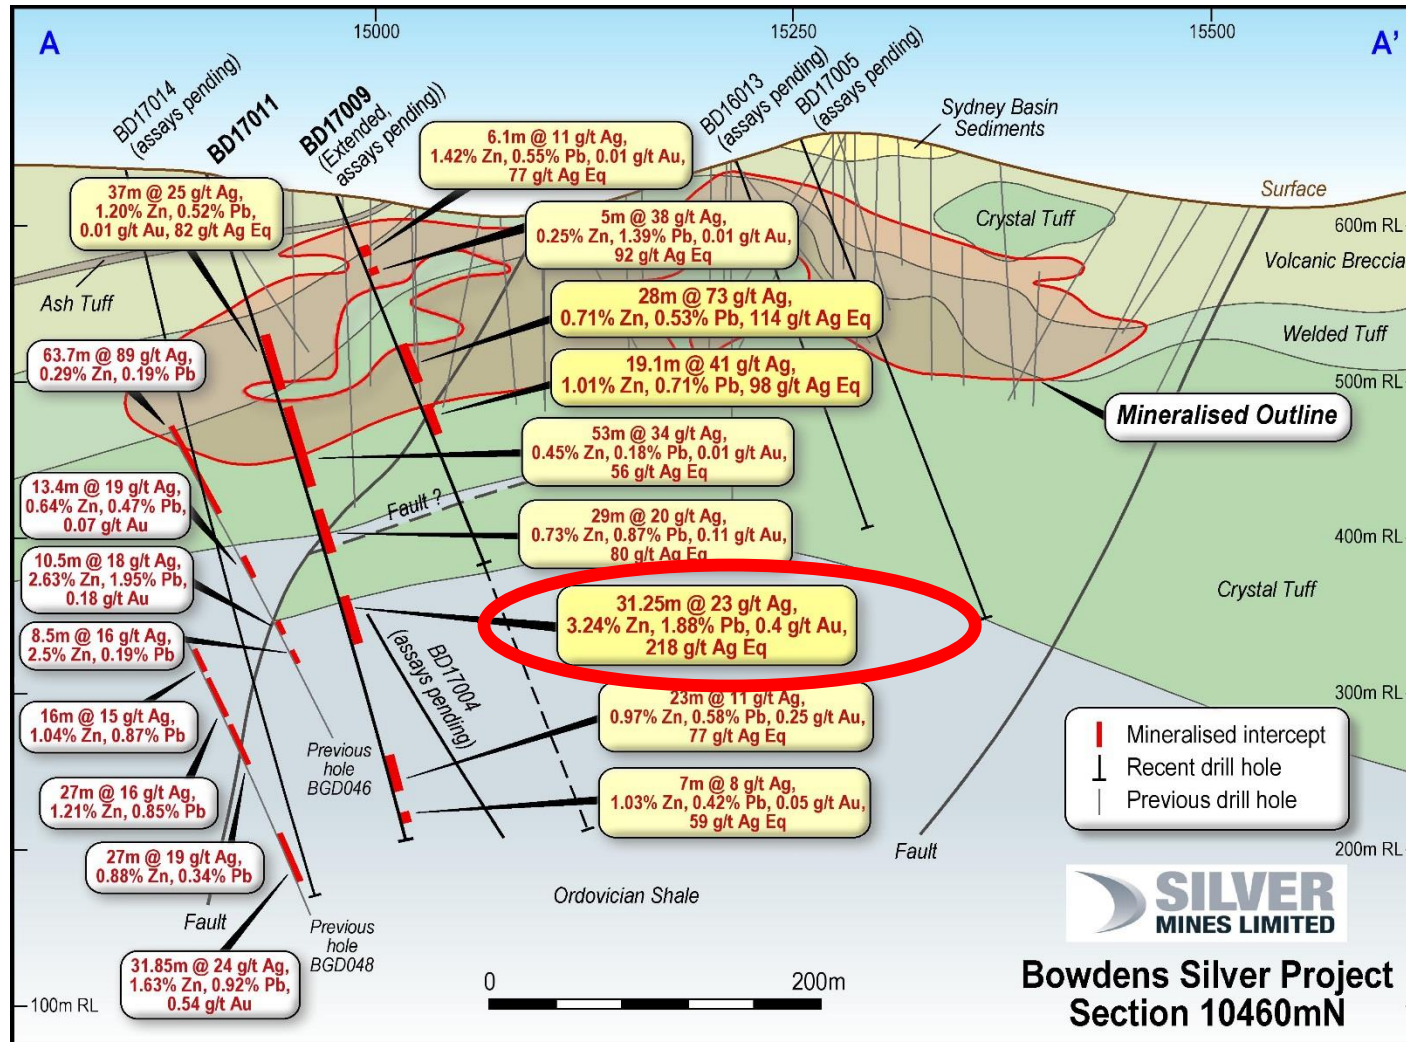 15000
15250
15500
A
A'
BD17014
(assays pending)
BD17011
BD17009
(Extended,
assays pending))
BD16013
(assays pending)
BD17005
(assays pending)
Sydney Basin
Sediments
Surface
6.1m @ 11 g/t Ag,
1.42% Zn, 0.55% Pb, 0.01 g/t Au,
77 g/t Ag Eq
37m @ 25 g/t Ag,
1.20% Zn, 0.52% Pb,
0.01 g/t Au, 82 g/t Ag Eq
5m @ 38 g/t Ag,
0.25% Zn, 1.39% Pb, 0.01 g/t Au,
92 g/t Ag Eq
Crystal Tuff
600m RL
Volcanic Breccia
Ash Tuff
28m @ 73 g/t Ag,
0.71% Zn, 0.53% Pb, 114 g/t Ag Eq
Welded Tuff
63.7m @ 89 g/t Ag,
0.29% Zn, 0.19% Pb
19.1m @ 41 g/t Ag,
1.01% Zn, 0.71% Pb, 98 g/t Ag Eq
500m RL
Mineralised Outline
53m @ 34 g/t Ag,
0.45% Zn, 0.18% Pb, 0.01 g/t Au,
56 g/t Ag Eq
13.4m @ 19 g/t Ag,
0.64% Zn, 0.47% Pb,
0.07 g/t Au
Fault ?
29m @ 20 g/t Ag,
0.73% Zn, 0.87% Pb, 0.11 g/t Au,
80 g/t Ag Eq
400m RL
10.5m @ 18 g/t Ag,
2.63% Zn, 1.95% Pb,
0.18 g/t Au
Crystal Tuff
31.25m @ 23 g/t Ag,
3.24% Zn, 1.88% Pb, 0.4 g/t Au,
218 g/t Ag Eq
8.5m @ 16 g/t Ag,
2.5% Zn, 0.19% Pb
BD17004
(assays pending)
23m @ 11 g/t Ag,
0.97% Zn, 0.58% Pb, 0.25 g/t Au,
77 g/t Ag Eq
300m RL
16m @ 15 g/t Ag,
1.04% Zn, 0.87% Pb
Previous
hole
BGD046
Mineralised intercept
Recent drill hole
Previous drill hole
27m @ 16 g/t Ag,
1.21% Zn, 0.85% Pb
7m @ 8 g/t Ag,
1.03% Zn, 0.42% Pb, 0.05 g/t Au,
59 g/t Ag Eq
Fault
200m RL
27m @ 19 g/t Ag,
0.88% Zn, 0.34% Pb
Ordovician Shale
Fault
Previous
hole
BGD048
SILVER
MINES LIMITED
31.85m @ 24 g/t Ag,
1.63% Zn, 0.92% Pb,
0.54 g/t Au
100m RL
0
200m
Bowdens Silver Project
Section 10460mN